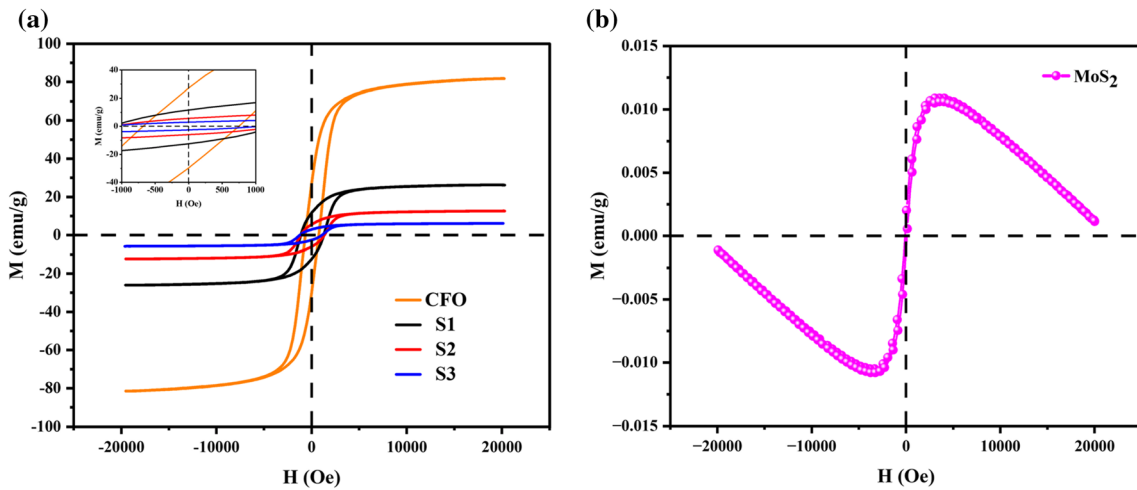 (a)
100
80
60
40
20
0
-20
-40
-60
-80
-100
M (emu/g)
-20000 -10000 0 10000 20000
H (Oe)
40
20
0
-20
-40
M (emu/g)
-1000 -500 0 500 1000
H (Oe)
CFO
S1
S2
S3
(b)
0.015
0.010
0.005
0.000
−0.005
−0.010
−0.015
M (emu/g)
−20000 −10000 0 10000 20000
H (Oe)
MoS2